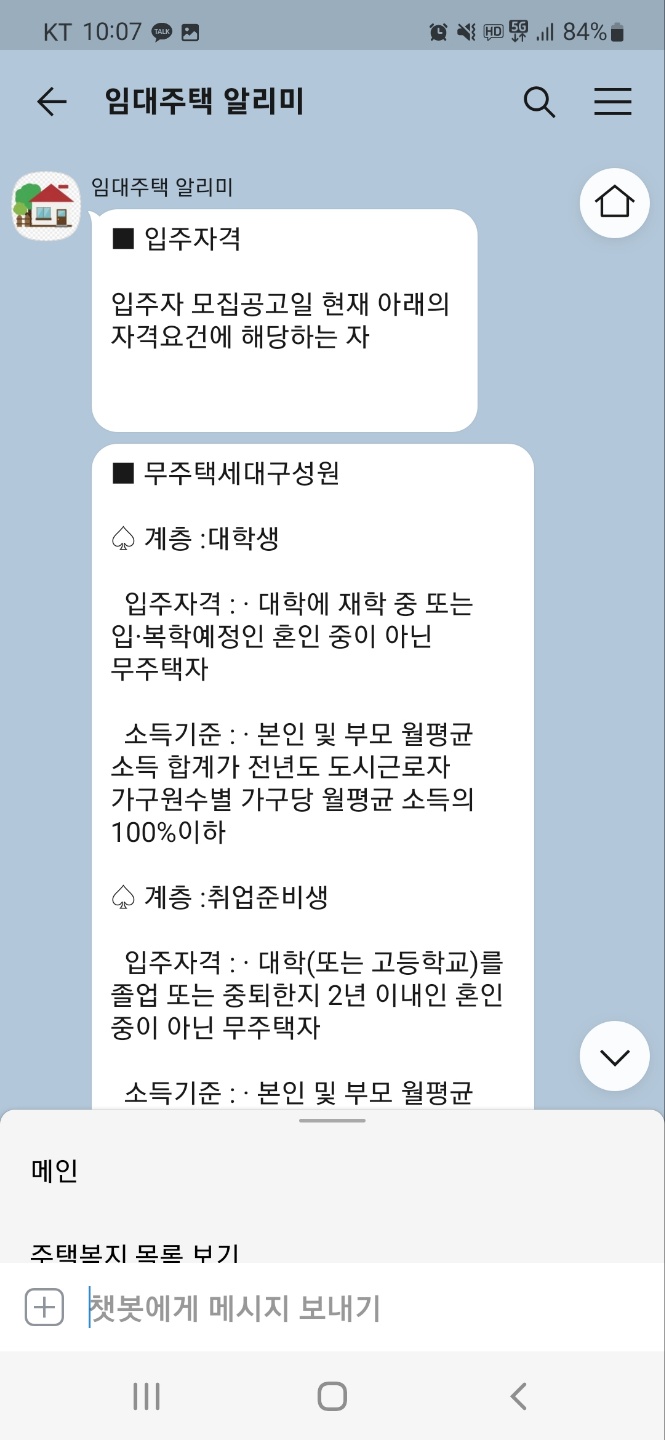 KT 10:07 TALK HD 5G 84%
임대주택 알리미
임대주택 알리미
■ 입주자격
입주자 모집공고일 현재 아래의
자격요건에 해당하는 자
■ 무주택세대구성원
♤ 계층 :대학생
입주자격 : · 대학에 재학 중 또는
입·복학예정인 혼인 중이 아닌
무주택자
소득기준 : · 본인 및 부모 월평균
소득 합계가 전년도 도시근로자
가구원수별 가구당 월평균 소득의
100%이하
♤ 계층 :취업준비생
입주자격 : · 대학(또는 고등학교)를
졸업 또는 중퇴한지 2년 이내인 혼인
중이 아닌 무주택자
소득기준 : · 본인 및 부모 월평균
메인
주택복지 목록 보기
챗봇에게 메시지 보내기